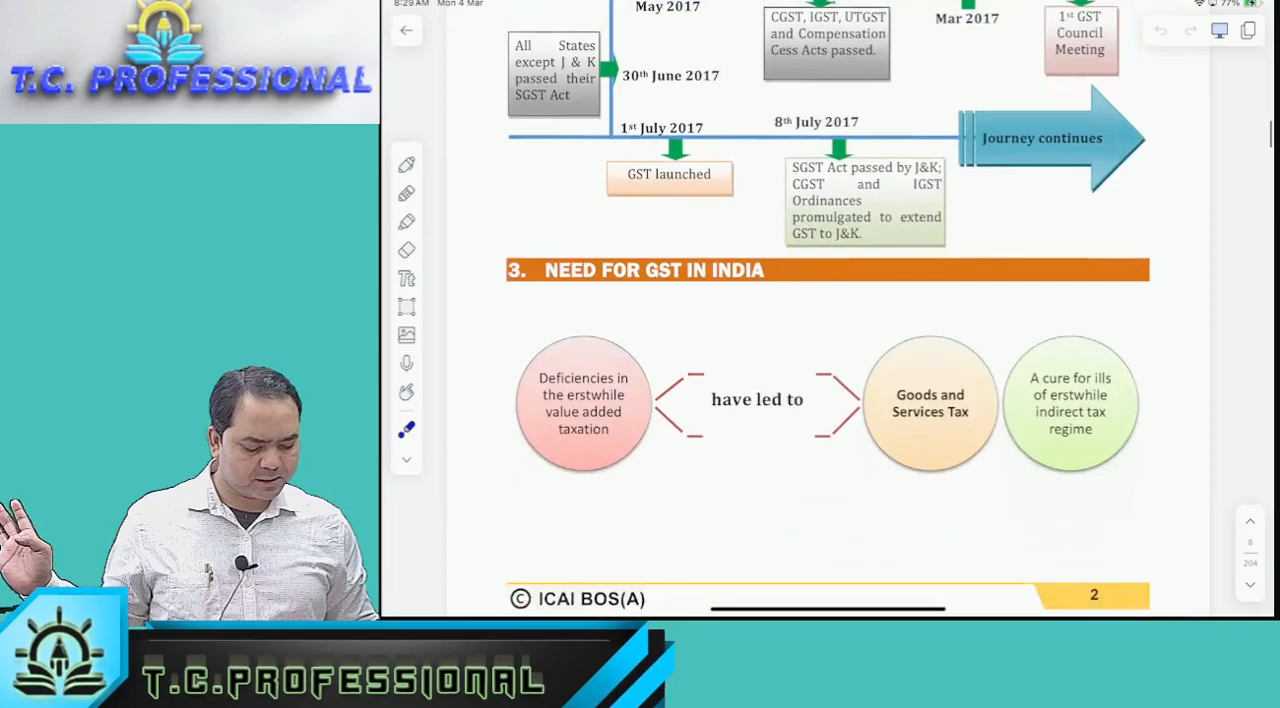 8:29 AM Mon 4 Mar
77%
T.C. PROFESSIONAL
May 2017
CGST, IGST, UTGST
and Compensation
Cess Acts passed.
Mar 2017
1st GST
Council
Meeting
All States
except J & K
passed their
SGST Act
30th June 2017
1st July 2017
8th July 2017
Journey continues
GST launched
SGST Act passed by J&K;
CGST and IGST
Ordinances
promulgated to extend
GST to J&K.
3. NEED FOR GST IN INDIA
Deficiencies in
the erstwhile
value added
taxation
have led to
Goods and
Services Tax
A cure for ills
of erstwhile
indirect tax
regime
Tt
8
204
© ICAI BOS(A)
2
T.C.PROFESSIONAL